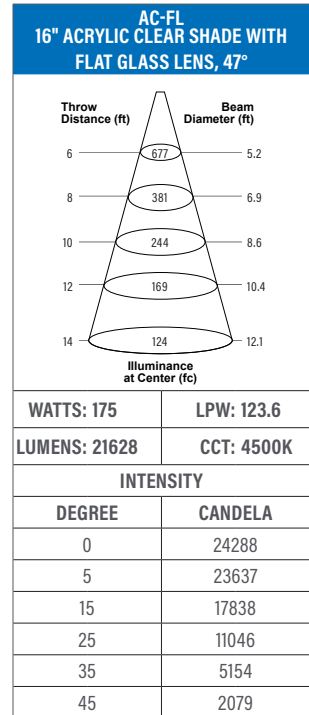 AC-FL
16" ACRYLIC CLEAR SHADE WITH
FLAT GLASS LENS, 47°
Throw Beam
Distance (ft) Diameter (ft)
6 677 5.2
8 381 6.9
10 244 8.6
12 169 10.4
14 124 12.1
Illuminance
at Center (fc)
WATTS: 175 LPW: 123.6
LUMENS: 21628 CCT: 4500K
INTENSITY
DEGREE CANDELA
0 24288
5 23637
15 17838
25 11046
35 5154
45 2079